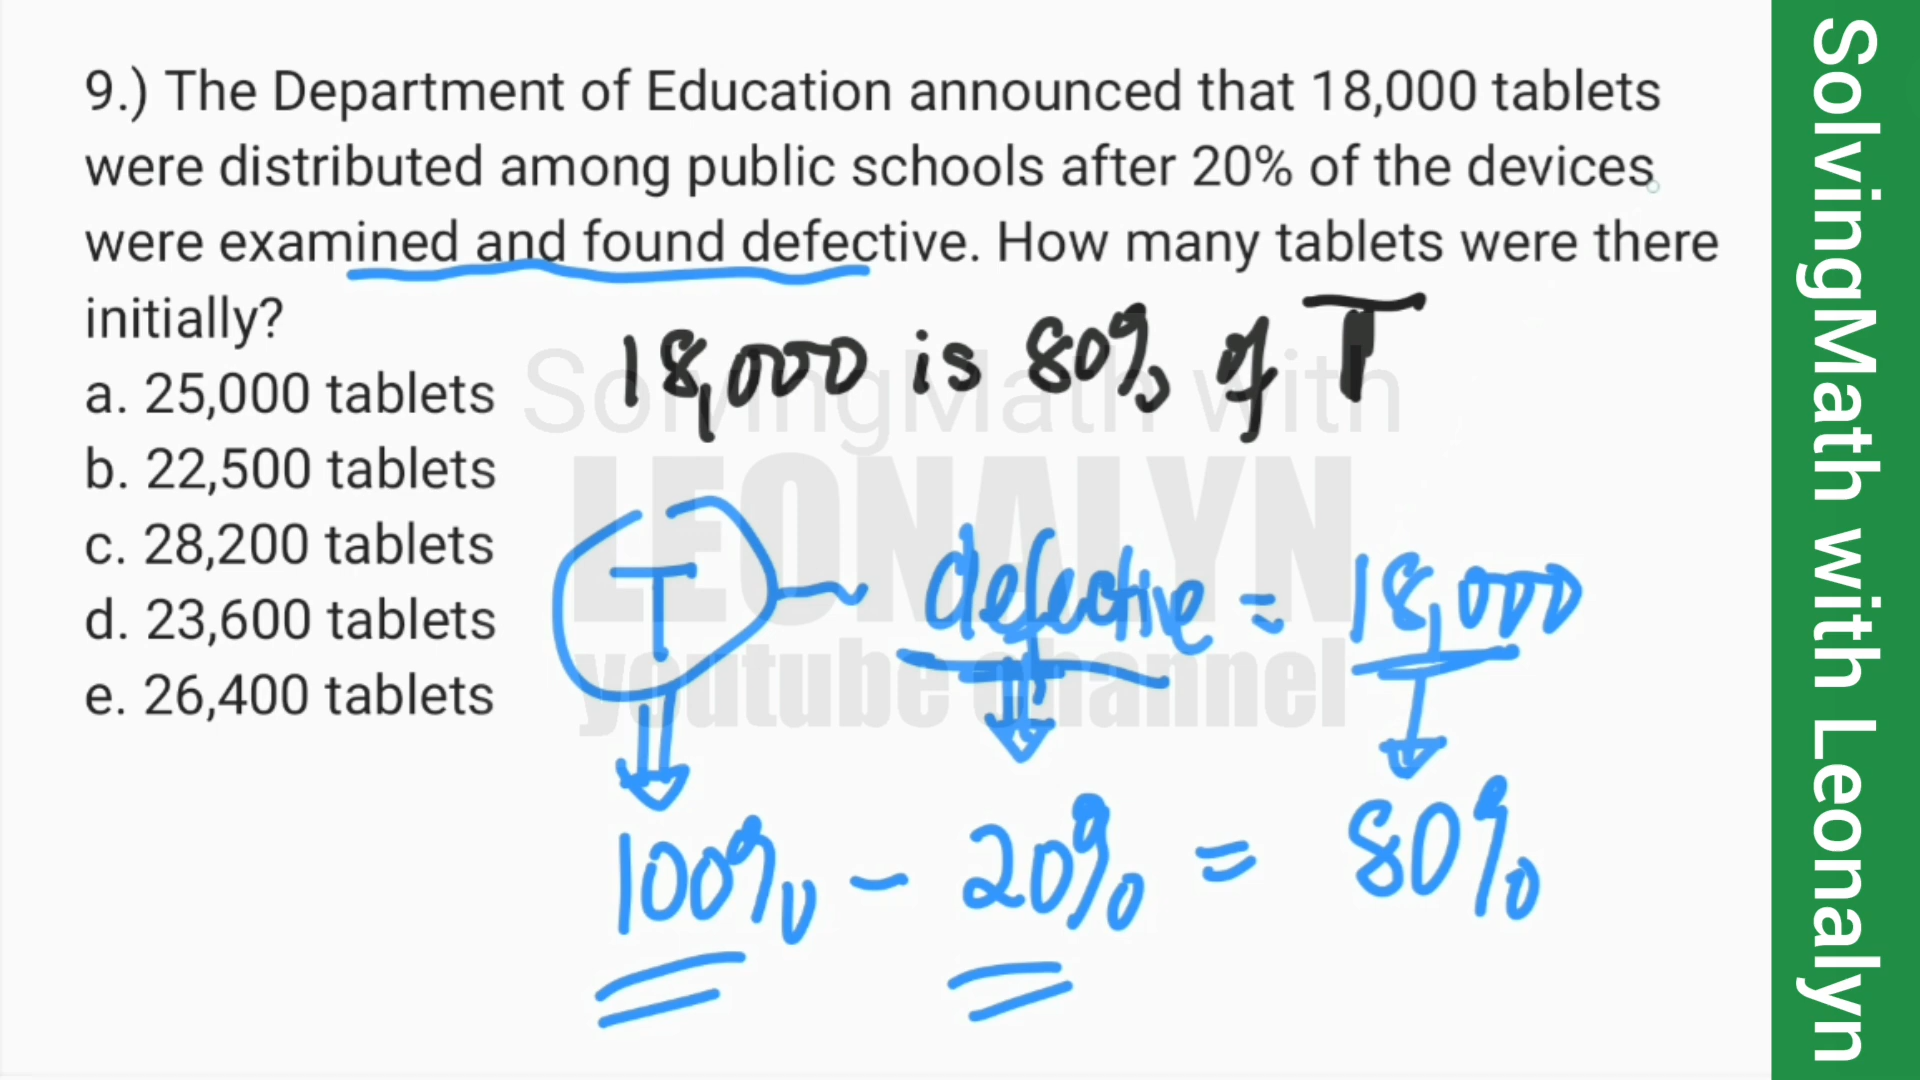 9.) The Department of Education announced that 18,000 tablets
were distributed among public schools after 20% of the devices
were examined and found defective. How many tablets were there
initially?
18,000 is 80% of T
a. 25,000 tablets
b. 22,500 tablets
c. 28,200 tablets
d. 23,600 tablets
e. 26,400 tablets
SolvingMath with
LEONALYN
youtube channel
T - defective = 18,000
100% - 20% = 80%
SolvingMath with Leonalyn